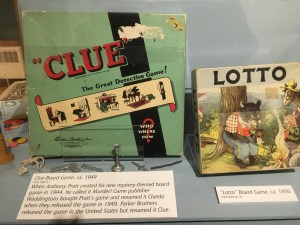 "CLUE"
The Great Detective Game!
WHO
WHERE
HOW
?
LOTTO
Clue Board Game, ca. 1949
When Anthony Pratt created his new mystery-themed board
game in 1944, he called it Murder! Game publisher
Waddingtons bought Pratt's game and renamed it Cluedo
when they released the game in 1949. Parker Brothers
released the game in the United States but renamed it Clue.
"Lotto" Board Game, ca. 1930